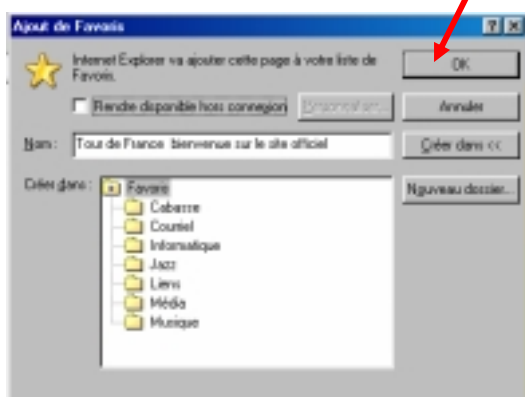 Ajout de Favoris
Internet Explorer va ajouter cette page à votre liste de
Favoris.
OK
Rendre disponible hors connexion
Personnaliser...
Annuler
Nom : Tour de France bienvenue sur le site officiel
Créer dans <<
Créer dans :
Favoris
Nouveau dossier...
Cabasse
Courriel
Informatique
Jazz
Liens
Média
Musique